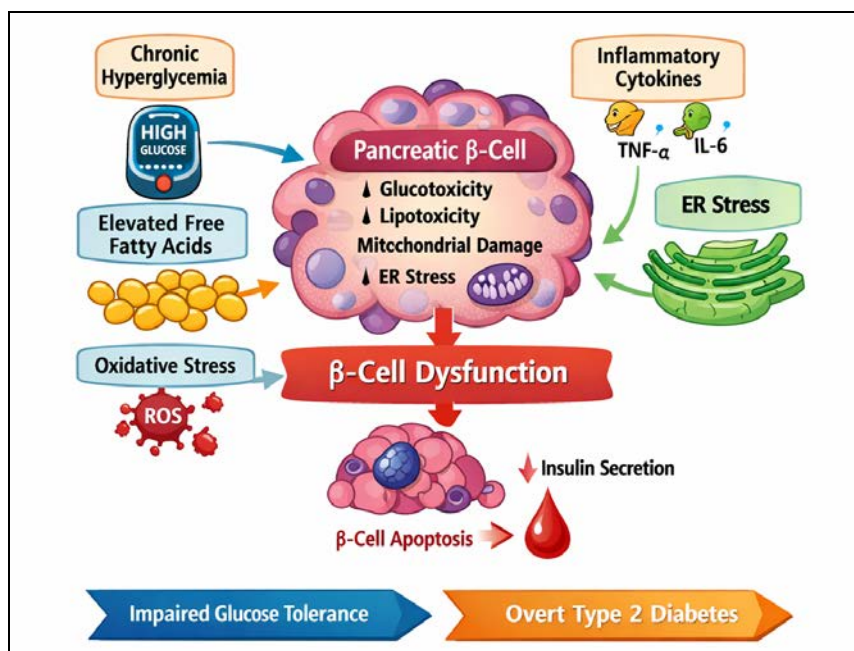 Chronic
Hyperglycemia
HIGH
GLUCOSE
Elevated Free
Fatty Acids
Oxidative Stress
ROS
Pancreatic β-Cell
Glucotoxicity
Lipotoxicity
Mitcchondrial Damage
ER Stress
Inflammatory
Cytokines
TNF-α
IL-6
ER Stress
β-Cell Dysfunction
Insulin Secretion
β-Cell Apoptosis
Impaired Glucose Tolerance
Overt Type 2 Diabetes